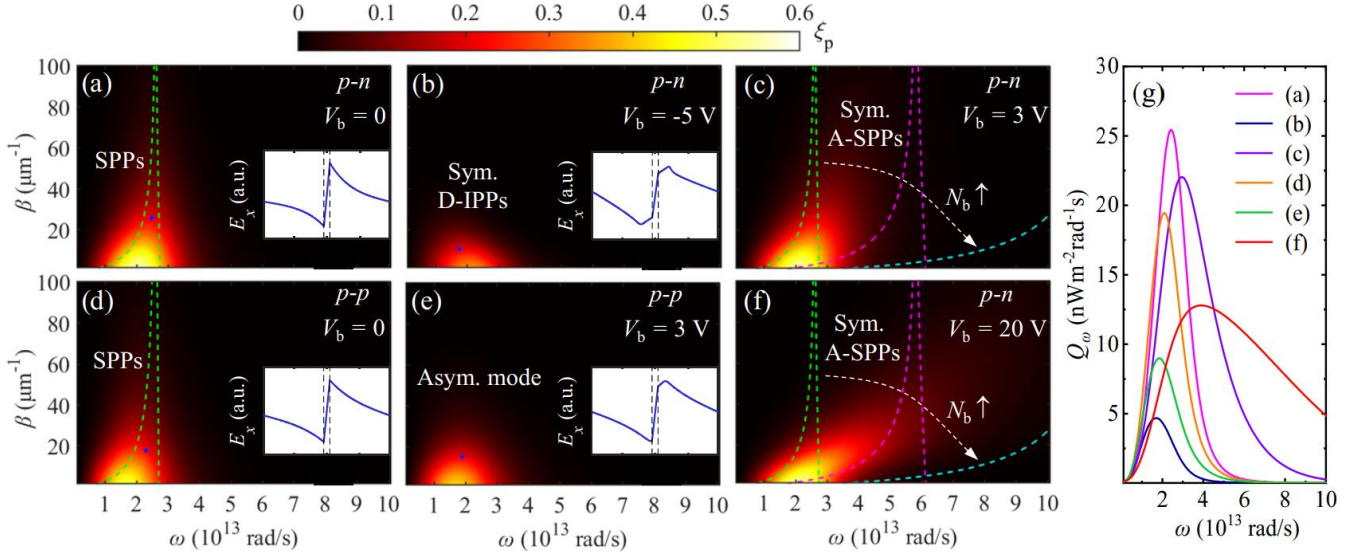 0 0.1 0.2 0.3 0.4 0.5 0.6
ξp
(a) p-n
Vb = 0
SPPs
Ex (a.u.)
β (μm-1)
100
80
60
40
20
(b) p-n
Vb = -5 V
Sym.
D-IPPs
Ex (a.u.)
(c) p-n
Vb = 3 V
Sym.
A-SPPs
Nb↑
(d) p-p
Vb = 0
SPPs
Ex (a.u.)
β (μm-1)
100
80
60
40
20
1 2 3 4 5 6 7 8 9 10
ω (10^13 rad/s)
(e) p-p
Vb = 3 V
Asym. mode
Ex (a.u.)
1 2 3 4 5 6 7 8 9 10
ω (10^13 rad/s)
(f) p-n
Vb = 20 V
Sym.
A-SPPs
Nb↑
1 2 3 4 5 6 7 8 9 10
ω (10^13 rad/s)
(g)
(a)
(b)
(c)
(d)
(e)
(f)
Qω (nWm-2rad-1s)
30
25
20
15
10
5
2 4 6 8 10
ω (10^13 rad/s)